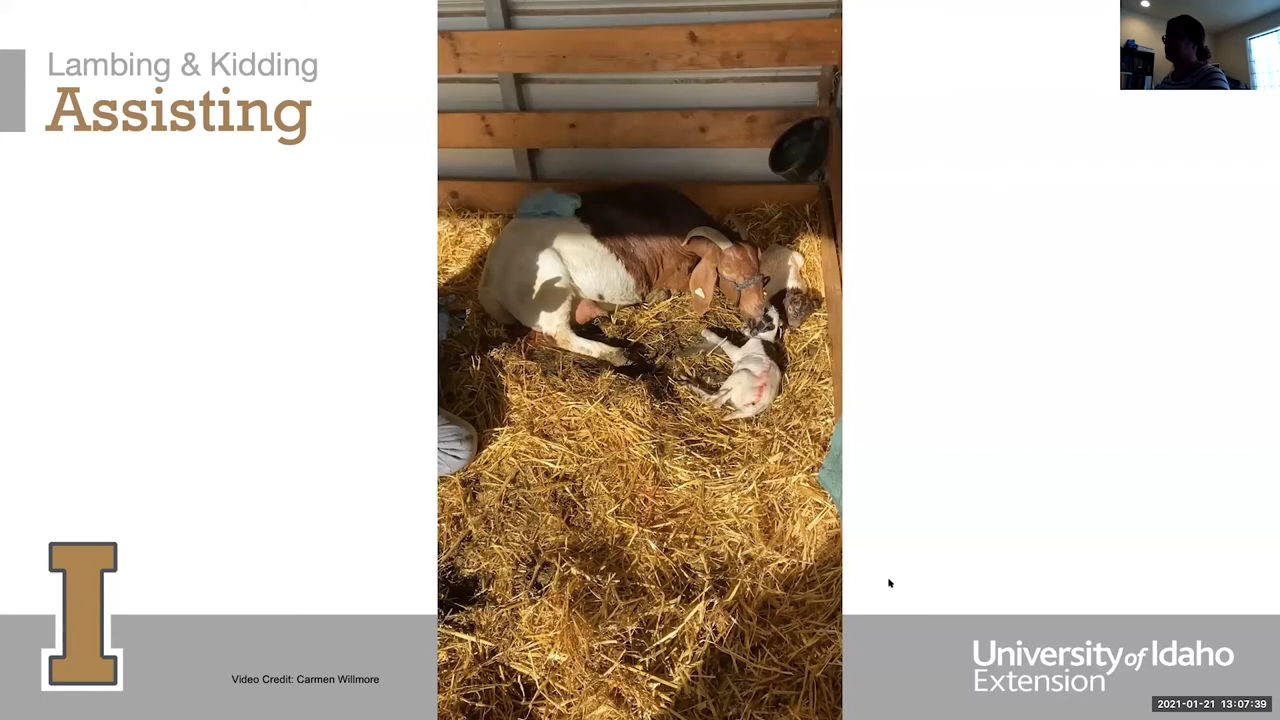 Lambing & Kidding
Assisting
Video Credit: Carmen Willmore
University of Idaho
Extension
2021-01-21 13:07:39